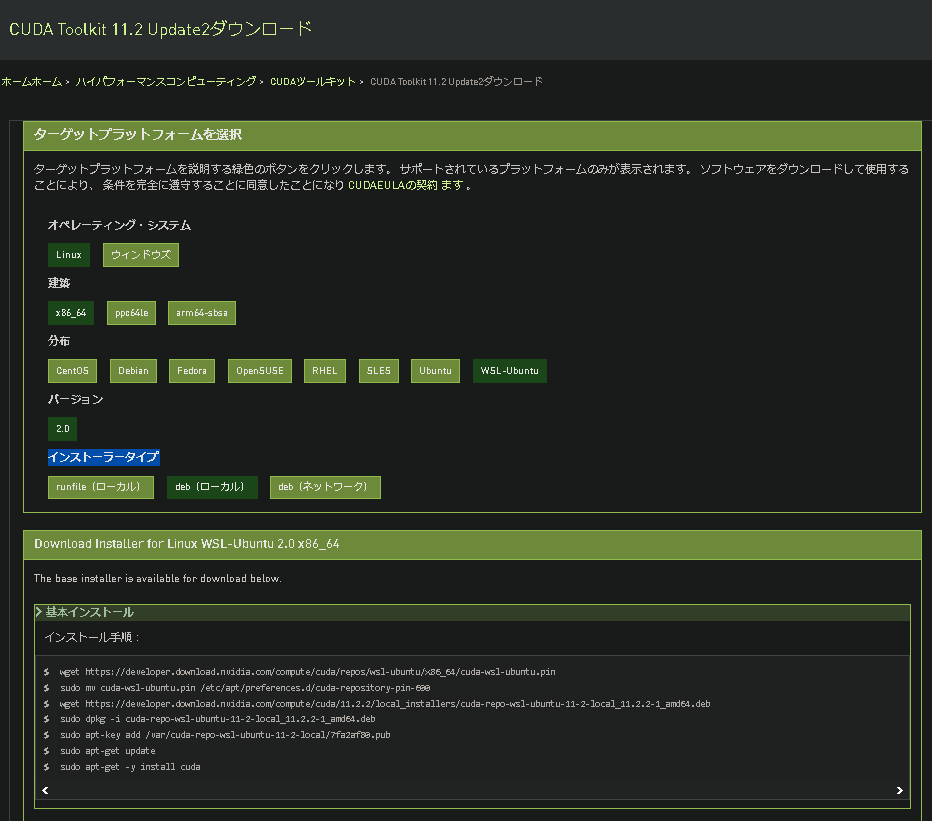 CUDA Toolkit 11.2 Update2ダウンロード
ホームホーム > ハイパフォーマンスコンピューティング > CUDAツールキット > CUDA Toolkit 11.2 Update2ダウンロード
ターゲットプラットフォームを選択
ターゲットプラットフォームを説明する緑色のボタンをクリックします。 サポートされているプラットフォームのみが表示されます。 ソフトウェアをダウンロードして使用する
ことにより、 条件を完全に遵守することに同意したことになり CUDAEULAの契約 ます 。
オペレーティング・システム
Linux ウィンドウズ
建築
x86_64 ppc64le arm64-sbsa
分布
CentOS Debian Fedora OpenSUSE RHEL SLES Ubuntu WSL-Ubuntu
バージョン
2.0
インストーラータイプ
runfile（ローカル） deb（ローカル） deb（ネットワーク）
Download Installer for Linux WSL-Ubuntu 2.0 x86_64
The base installer is available for download below.
基本インストール
インストール手順：
$ wget https://developer.download.nvidia.com/compute/cuda/repos/wsl-ubuntu/x86_64/cuda-wsl-ubuntu.pin
$ sudo mv cuda-wsl-ubuntu.pin /etc/apt/preferences.d/cuda-repository-pin-600
$ wget https://developer.download.nvidia.com/compute/cuda/11.2.2/local_installers/cuda-repo-wsl-ubuntu-11-2-local_11.2.2-1_amd64.deb
$ sudo dpkg -i cuda-repo-wsl-ubuntu-11-2-local_11.2.2-1_amd64.deb
$ sudo apt-key add /var/cuda-repo-wsl-ubuntu-11-2-local/7fa2af80.pub
$ sudo apt-get update
$ sudo apt-get -y install cuda